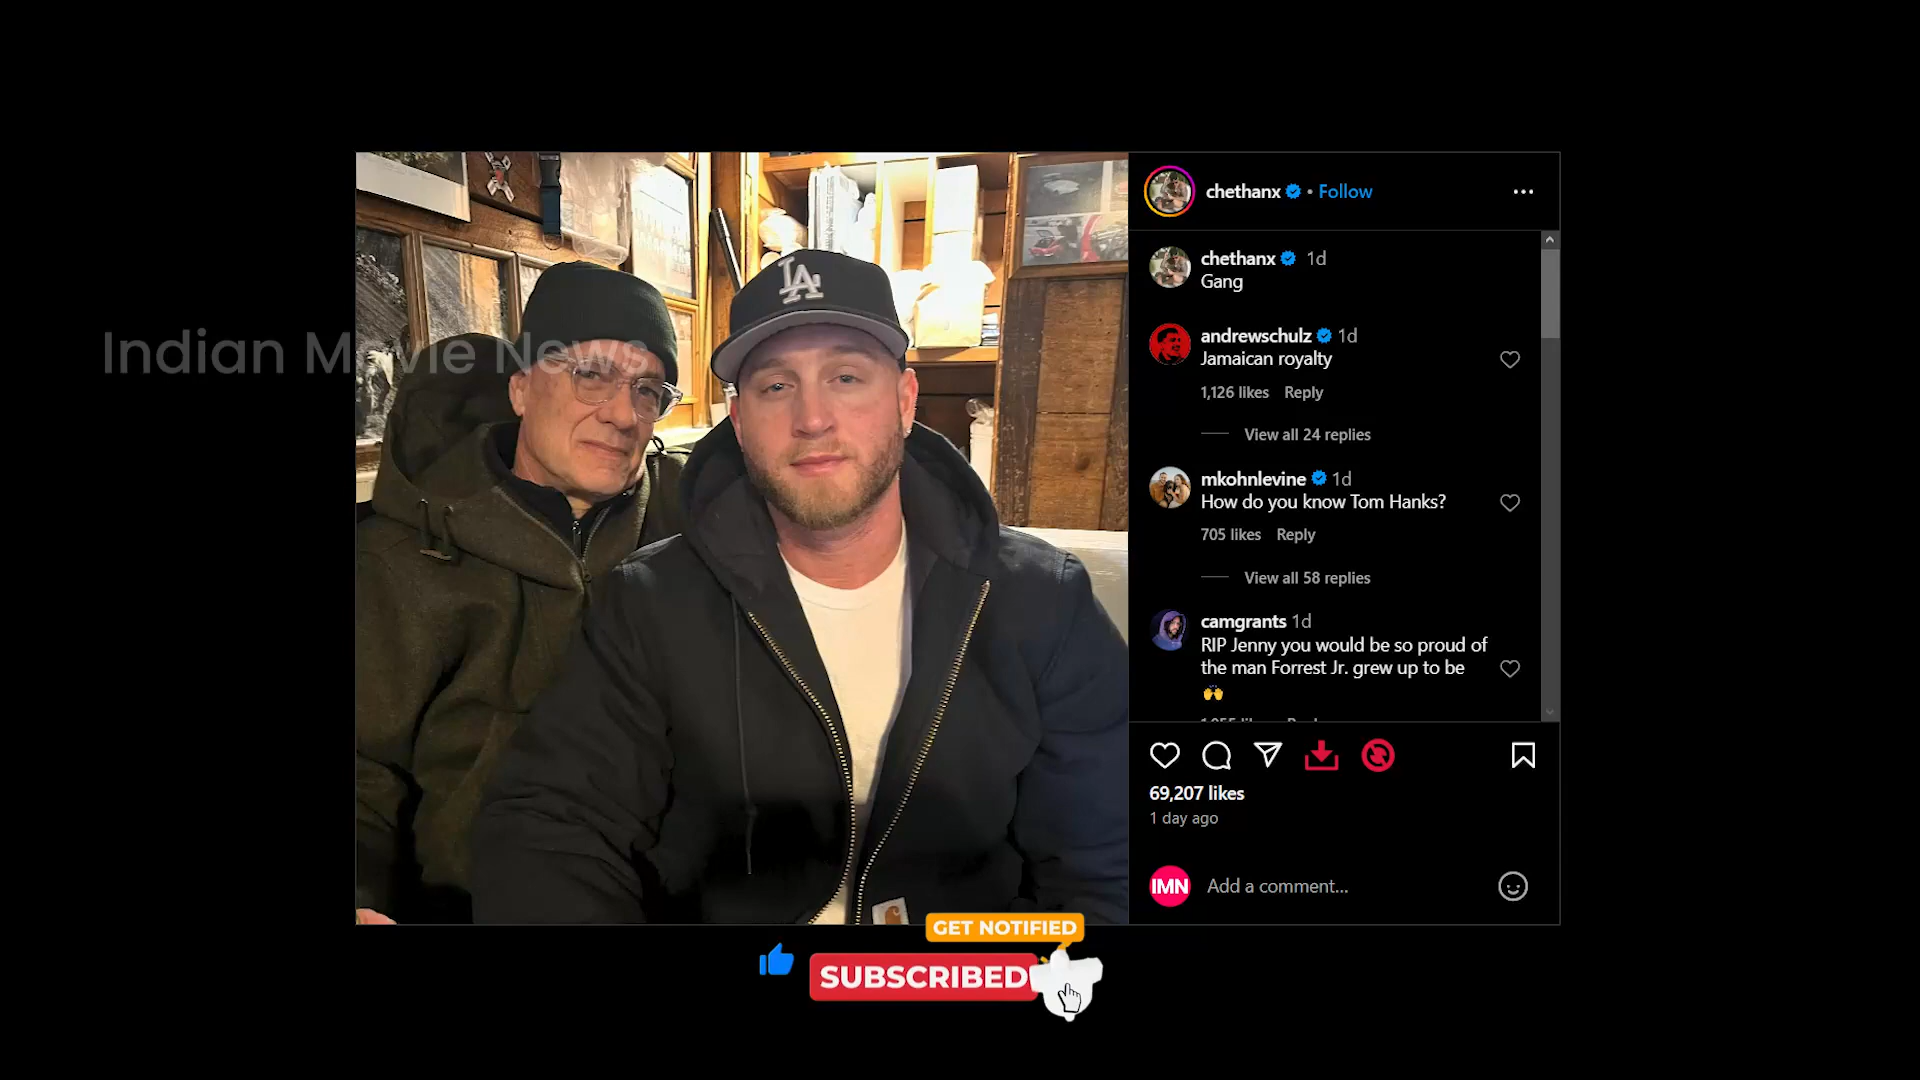 LA
Indian Movie News
chethanx • Follow
chethanx 1d
Gang
andrewschulz 1d
Jamaican royalty
1,126 likes Reply
View all 24 replies
mkohnlevine 1d
How do you know Tom Hanks?
705 likes Reply
View all 58 replies
camgrants 1d
RIP Jenny you would be so proud of
the man Forrest Jr. grew up to be
🙌
69,207 likes
1 day ago
IMN Add a comment...
GET NOTIFIED
SUBSCRIBED